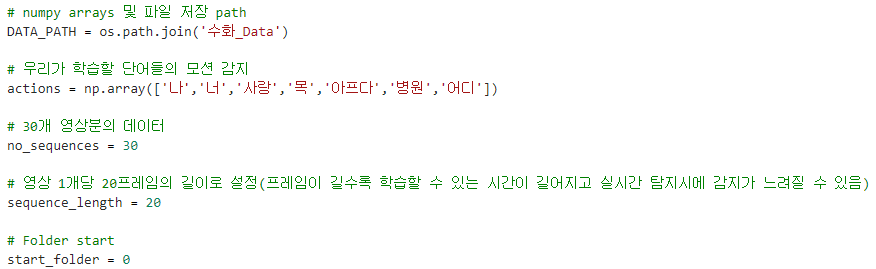 # numpy arrays 및 파일 저장 path
DATA_PATH = os.path.join('수화_Data')
# 우리가 학습할 단어들의 모션 감지
actions = np.array(['나','너','사랑','목','아프다','병원','어디'])
# 30개 영상분의 데이터
no_sequences = 30
# 영상 1개당 20프레임의 길이로 설정(프레임이 길수록 학습할 수 있는 시간이 길어지고 실시간 탐지시에 감지가 느려질 수 있음)
sequence_length = 20
# Folder start
start_folder = 0